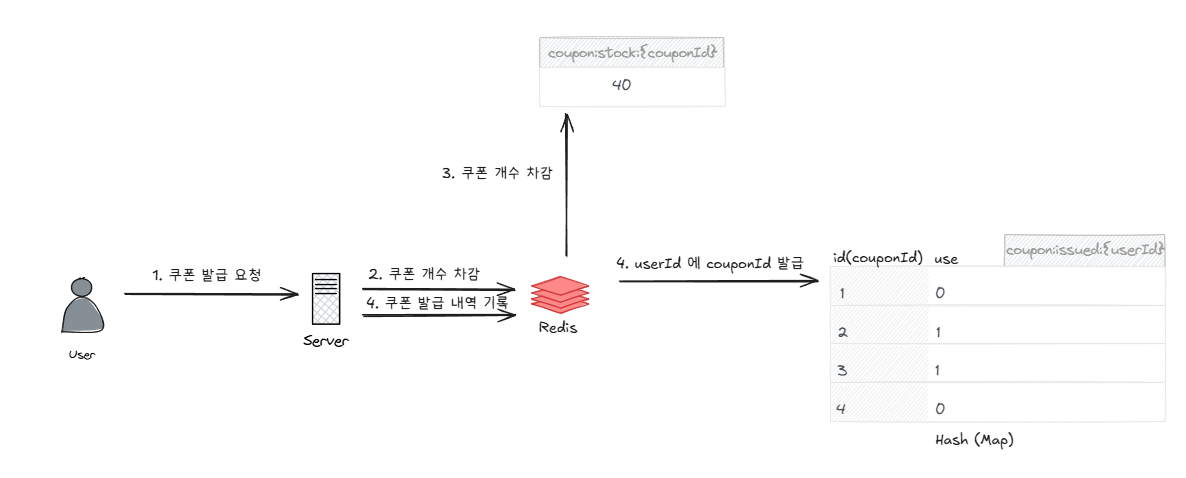 coupon:stock:{couponId}
40
3. 쿠폰 개수 차감
1. 쿠폰 발급 요청
2. 쿠폰 개수 차감
4. 쿠폰 발급 내역 기록
4. userId 에 couponId 발급
coupon:issued:{userId}
id(couponId) use
1 0
2 1
3 1
4 0
Hash (Map)
User
Server
Redis